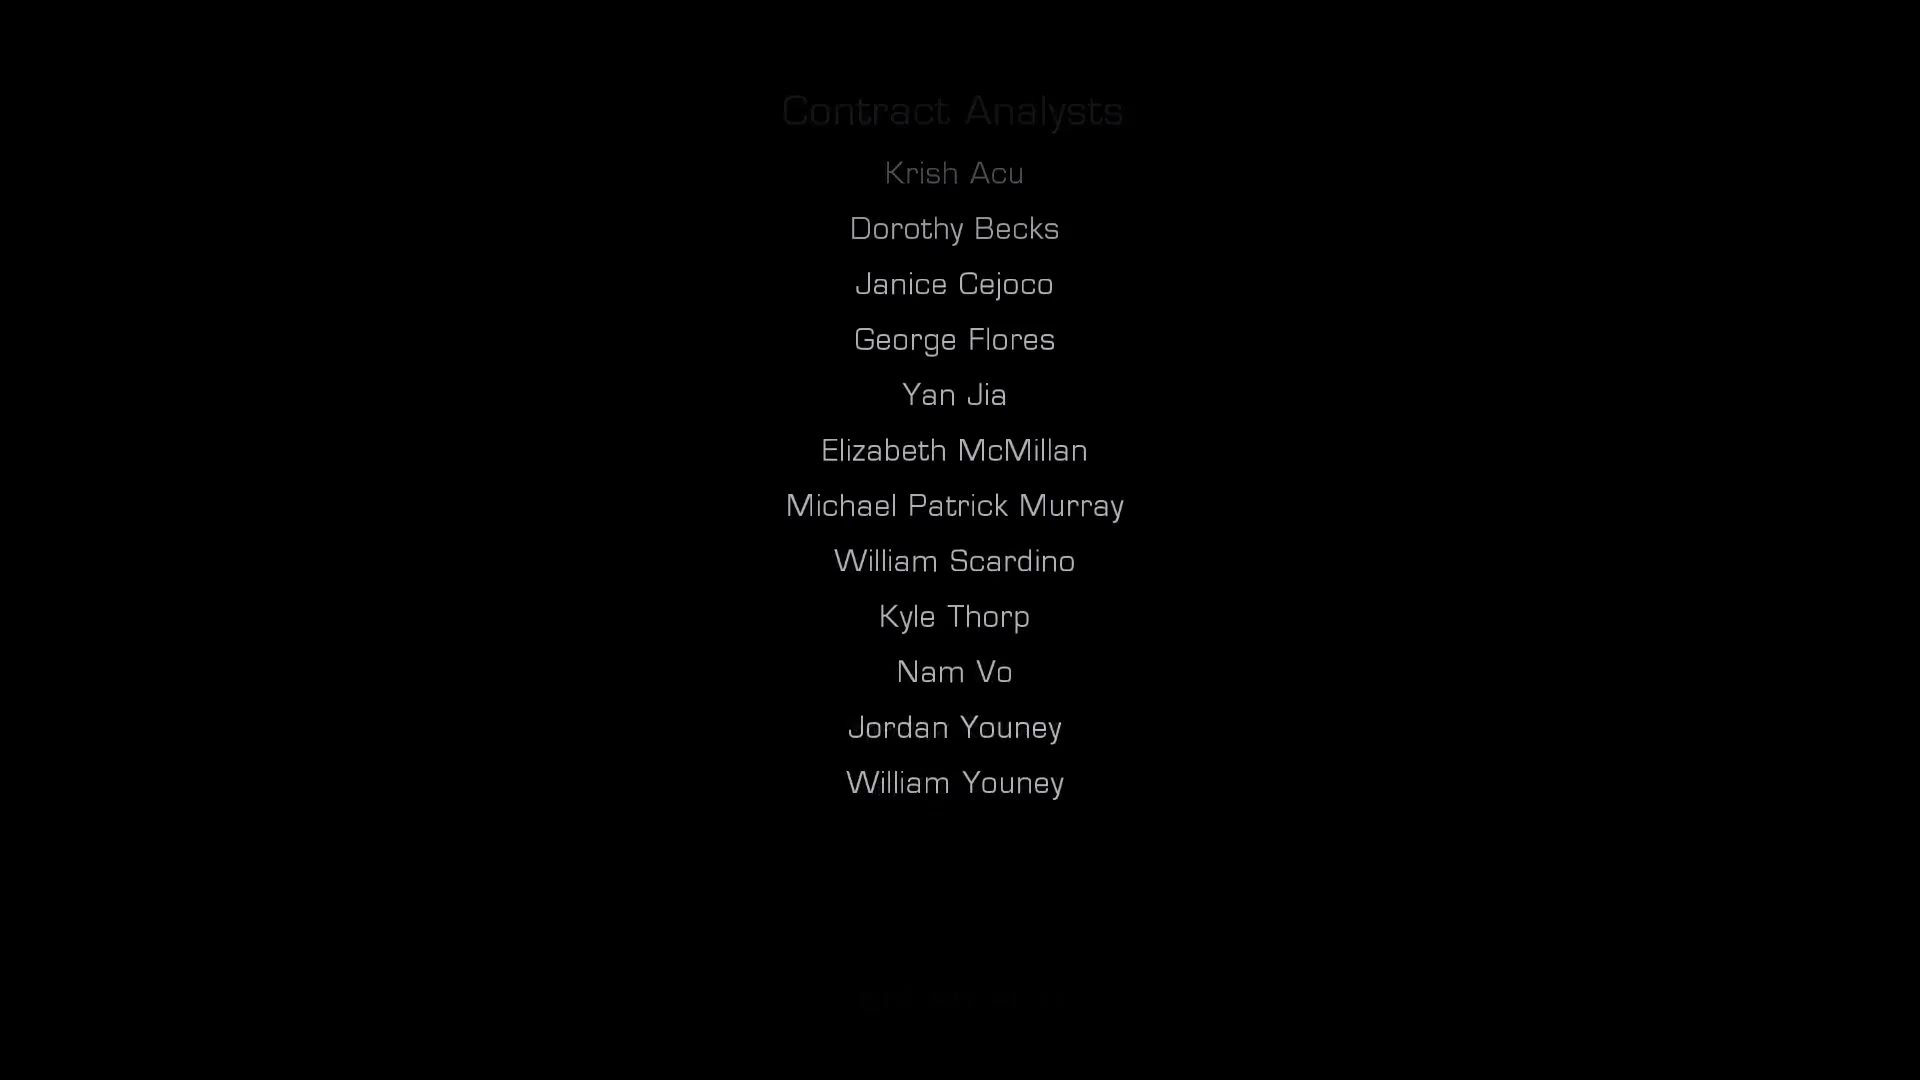 Contract Analysts
Krish Acu
Dorothy Becks
Janice Cejoco
George Flores
Yan Jia
Elizabeth McMillan
Michael Patrick Murray
William Scardino
Kyle Thorp
Nam Vo
Jordan Youney
William Youney